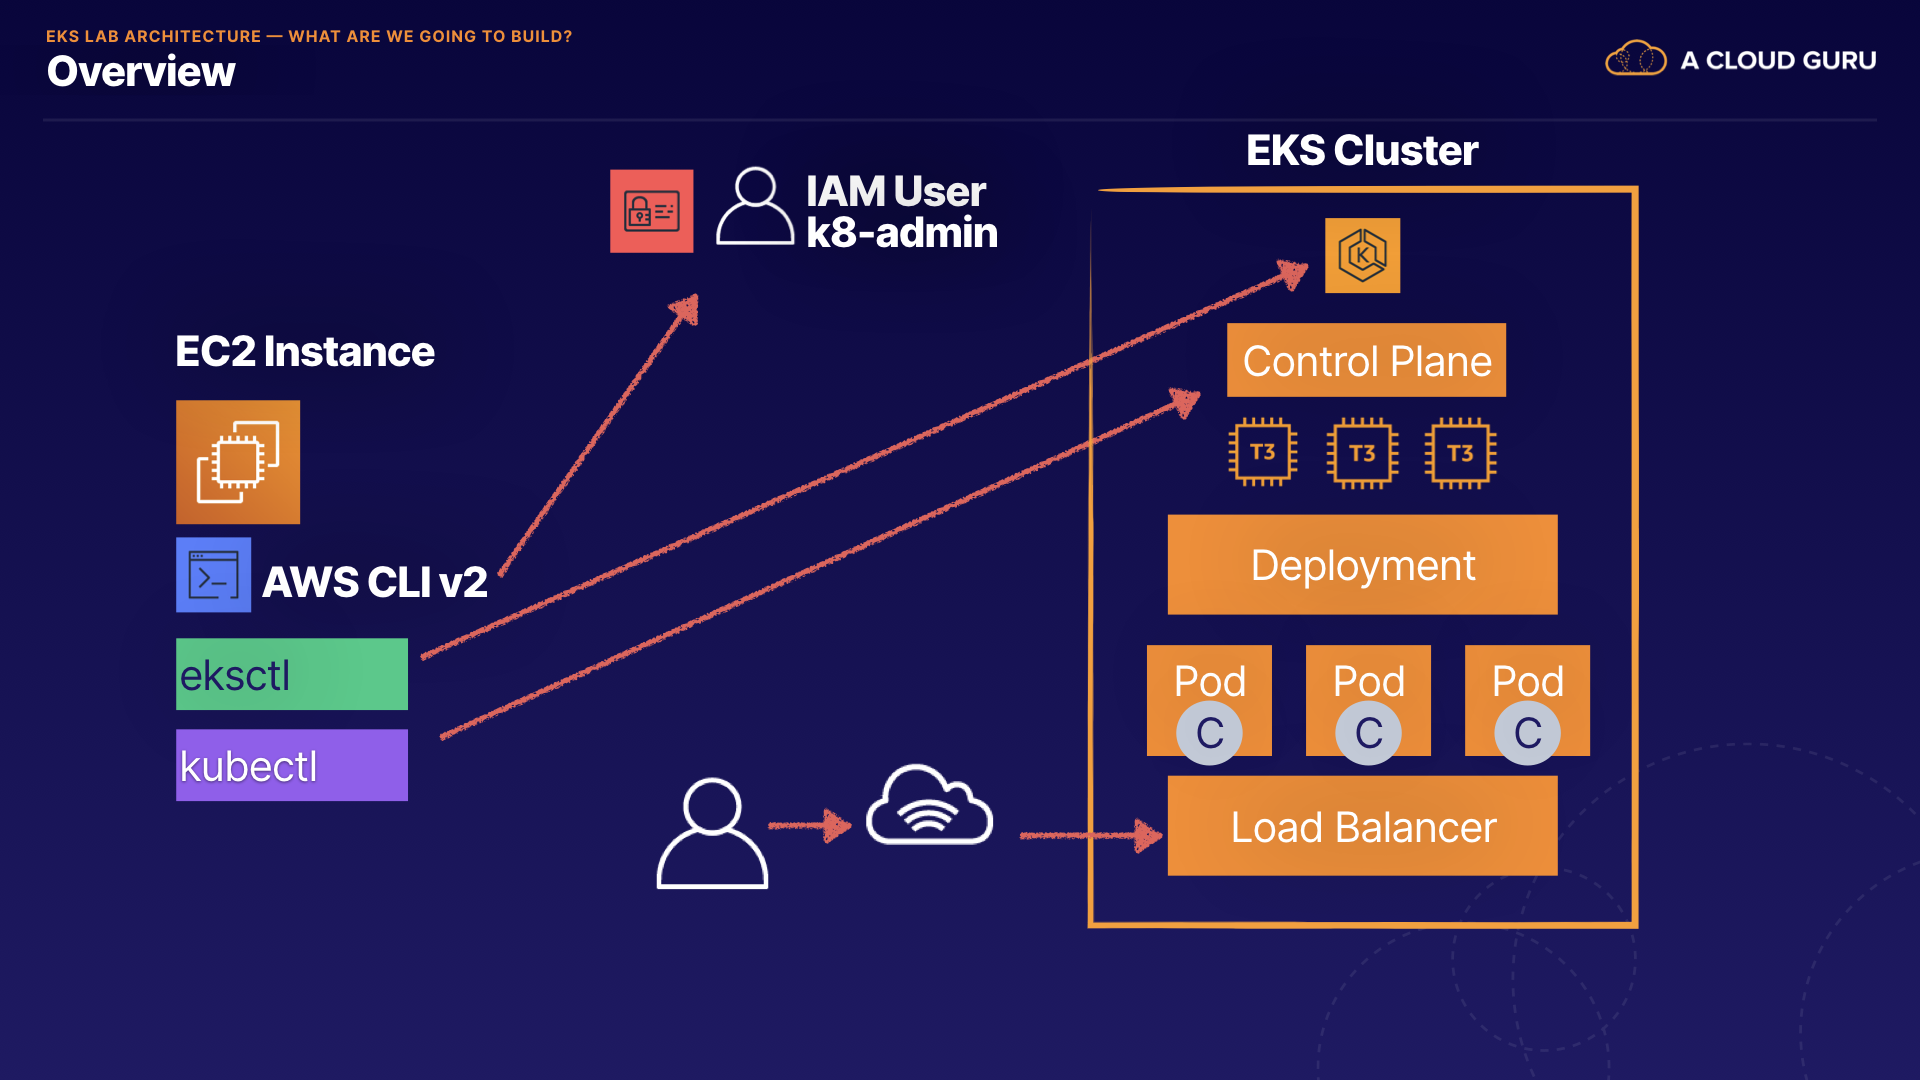 EKS LAB ARCHITECTURE — WHAT ARE WE GOING TO BUILD?
Overview
A CLOUD GURU
EKS Cluster
IAM User
k8-admin
K
EC2 Instance
Control Plane
T3
T3
T3
AWS CLI v2
Deployment
eksctl
kubectl
Pod
C
Pod
C
Pod
C
Load Balancer